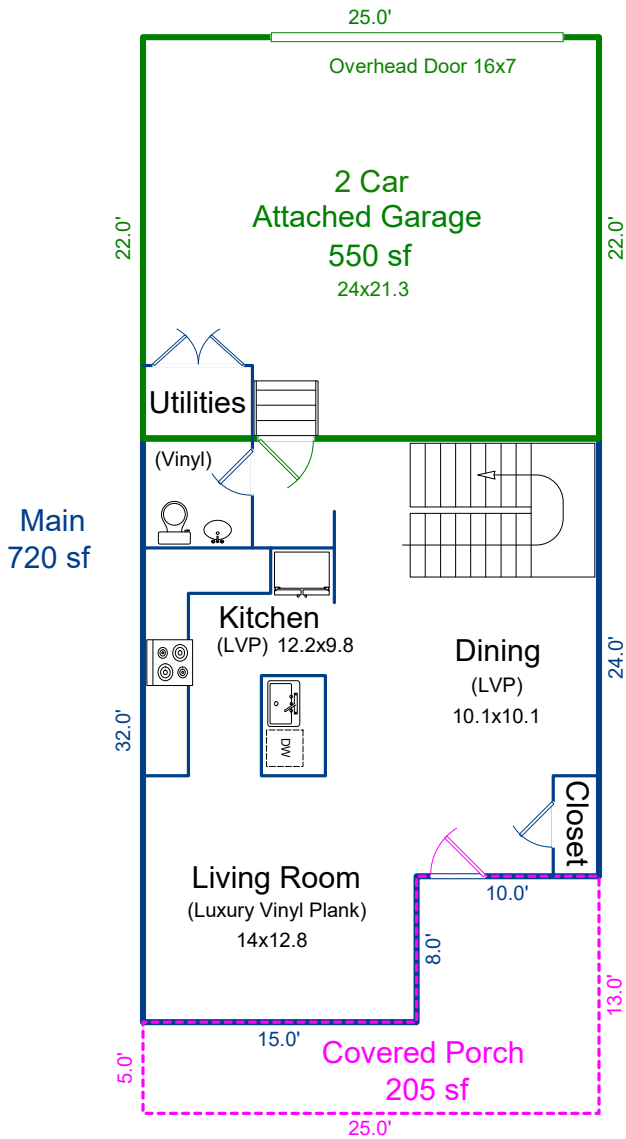 25.0'
Overhead Door 16x7
2 Car
Attached Garage
550 sf
24x21.3
22.0'
22.0'
Utilities
(Vinyl)
Main
720 sf
Kitchen
(LVP) 12.2x9.8
Dining
(LVP)
10.1x10.1
24.0'
32.0'
DW
Closet
Living Room
(Luxury Vinyl Plank)
14x12.8
10.0'
8.0'
13.0'
15.0'
5.0'
Covered Porch
205 sf
25.0'